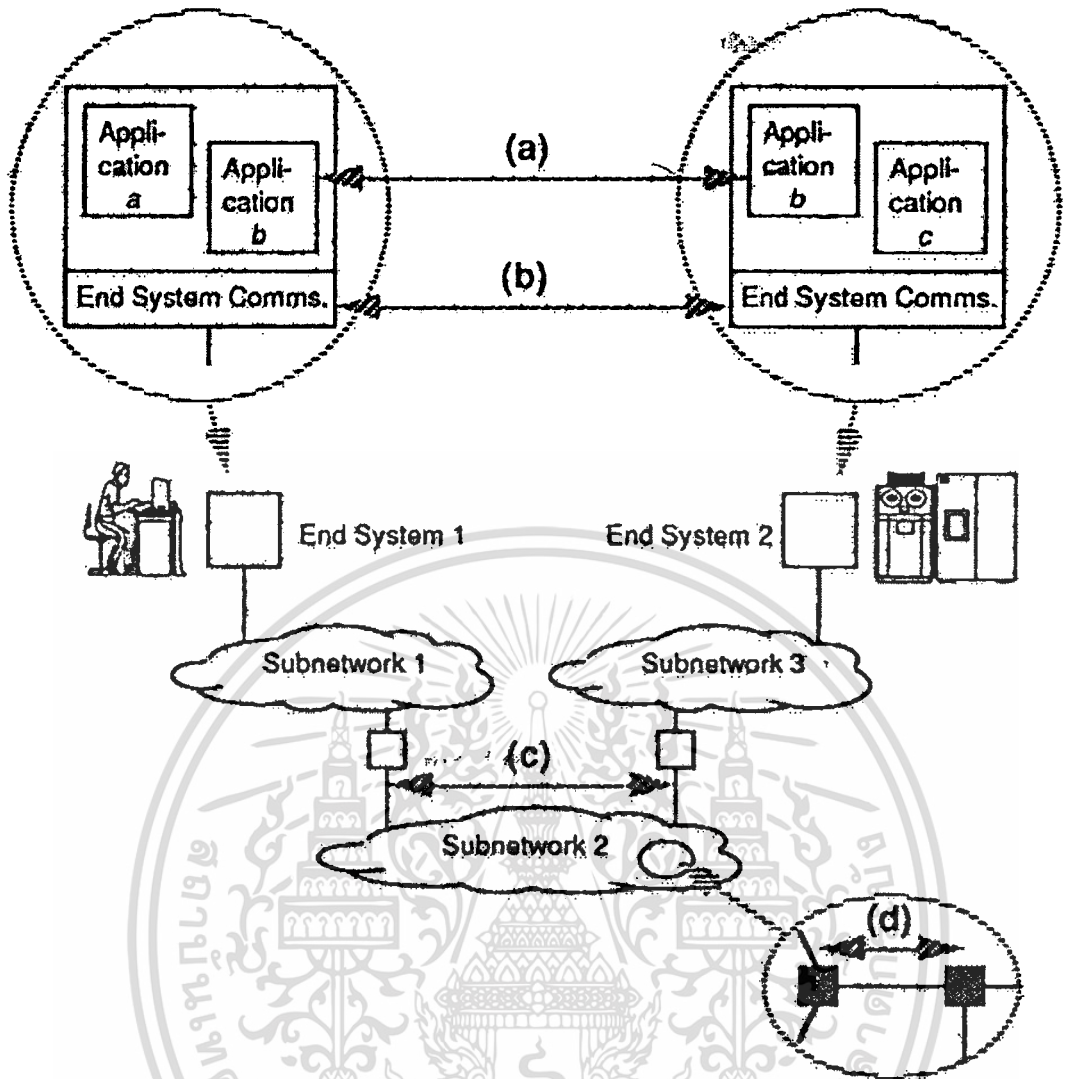 Appli-
cation
a
Appli-
cation
b
End System Comms.
(a)
(b)
Appli-
cation
b
Appli-
cation
c
End System Comms.
End System 1
End System 2
Subnetwork 1
Subnetwork 3
(c)
Subnetwork 2
(d)